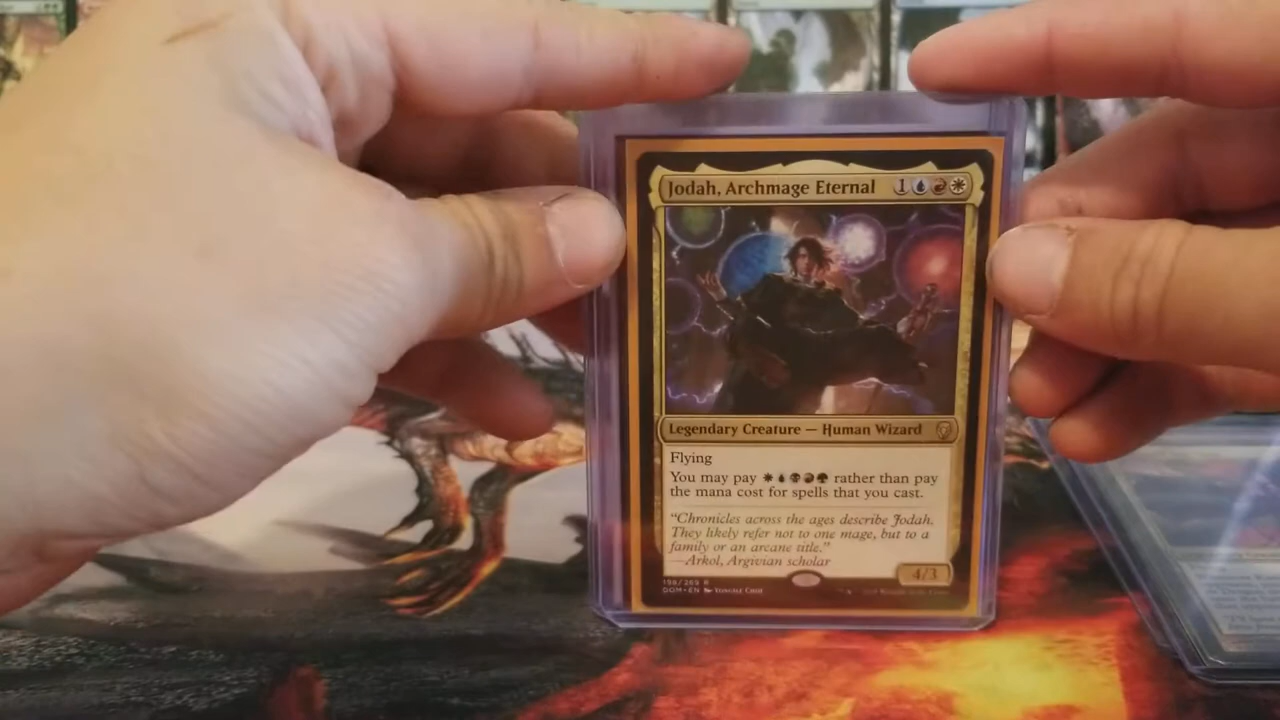 Jodah, Archmage Eternal 1
Legendary Creature — Human Wizard
Flying
You may pay rather than pay
the mana cost for spells that you cast.
"Chronicles across the ages describe Jodah.
They likely refer not to one mage, but to a
family or an arcane title."
—Arkol, Argivian scholar
4/3
198/269 R
DOM • EN